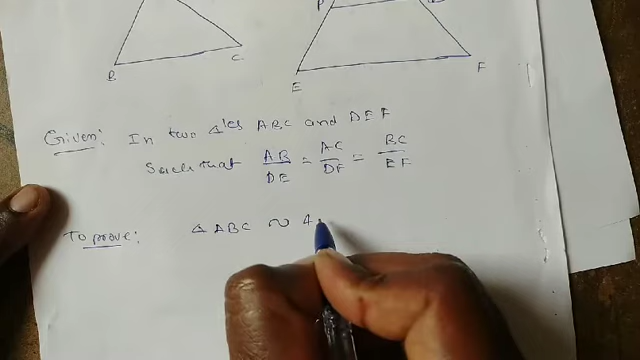 P
B
C
E
F
Given: In two Δ'les ABC and DEF
Such that AB/DE = AC/DF = BC/EF
To prove: Δ ABC ~ Δ